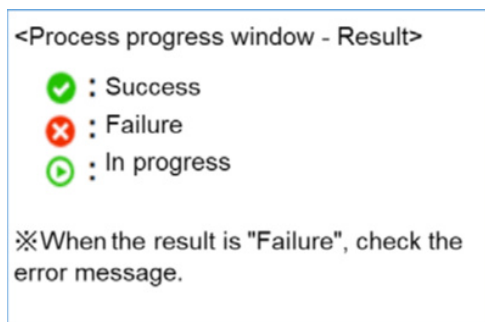 <Process progress window - Result>
: Success
: Failure
: In progress
※When the result is "Failure", check the
error message.